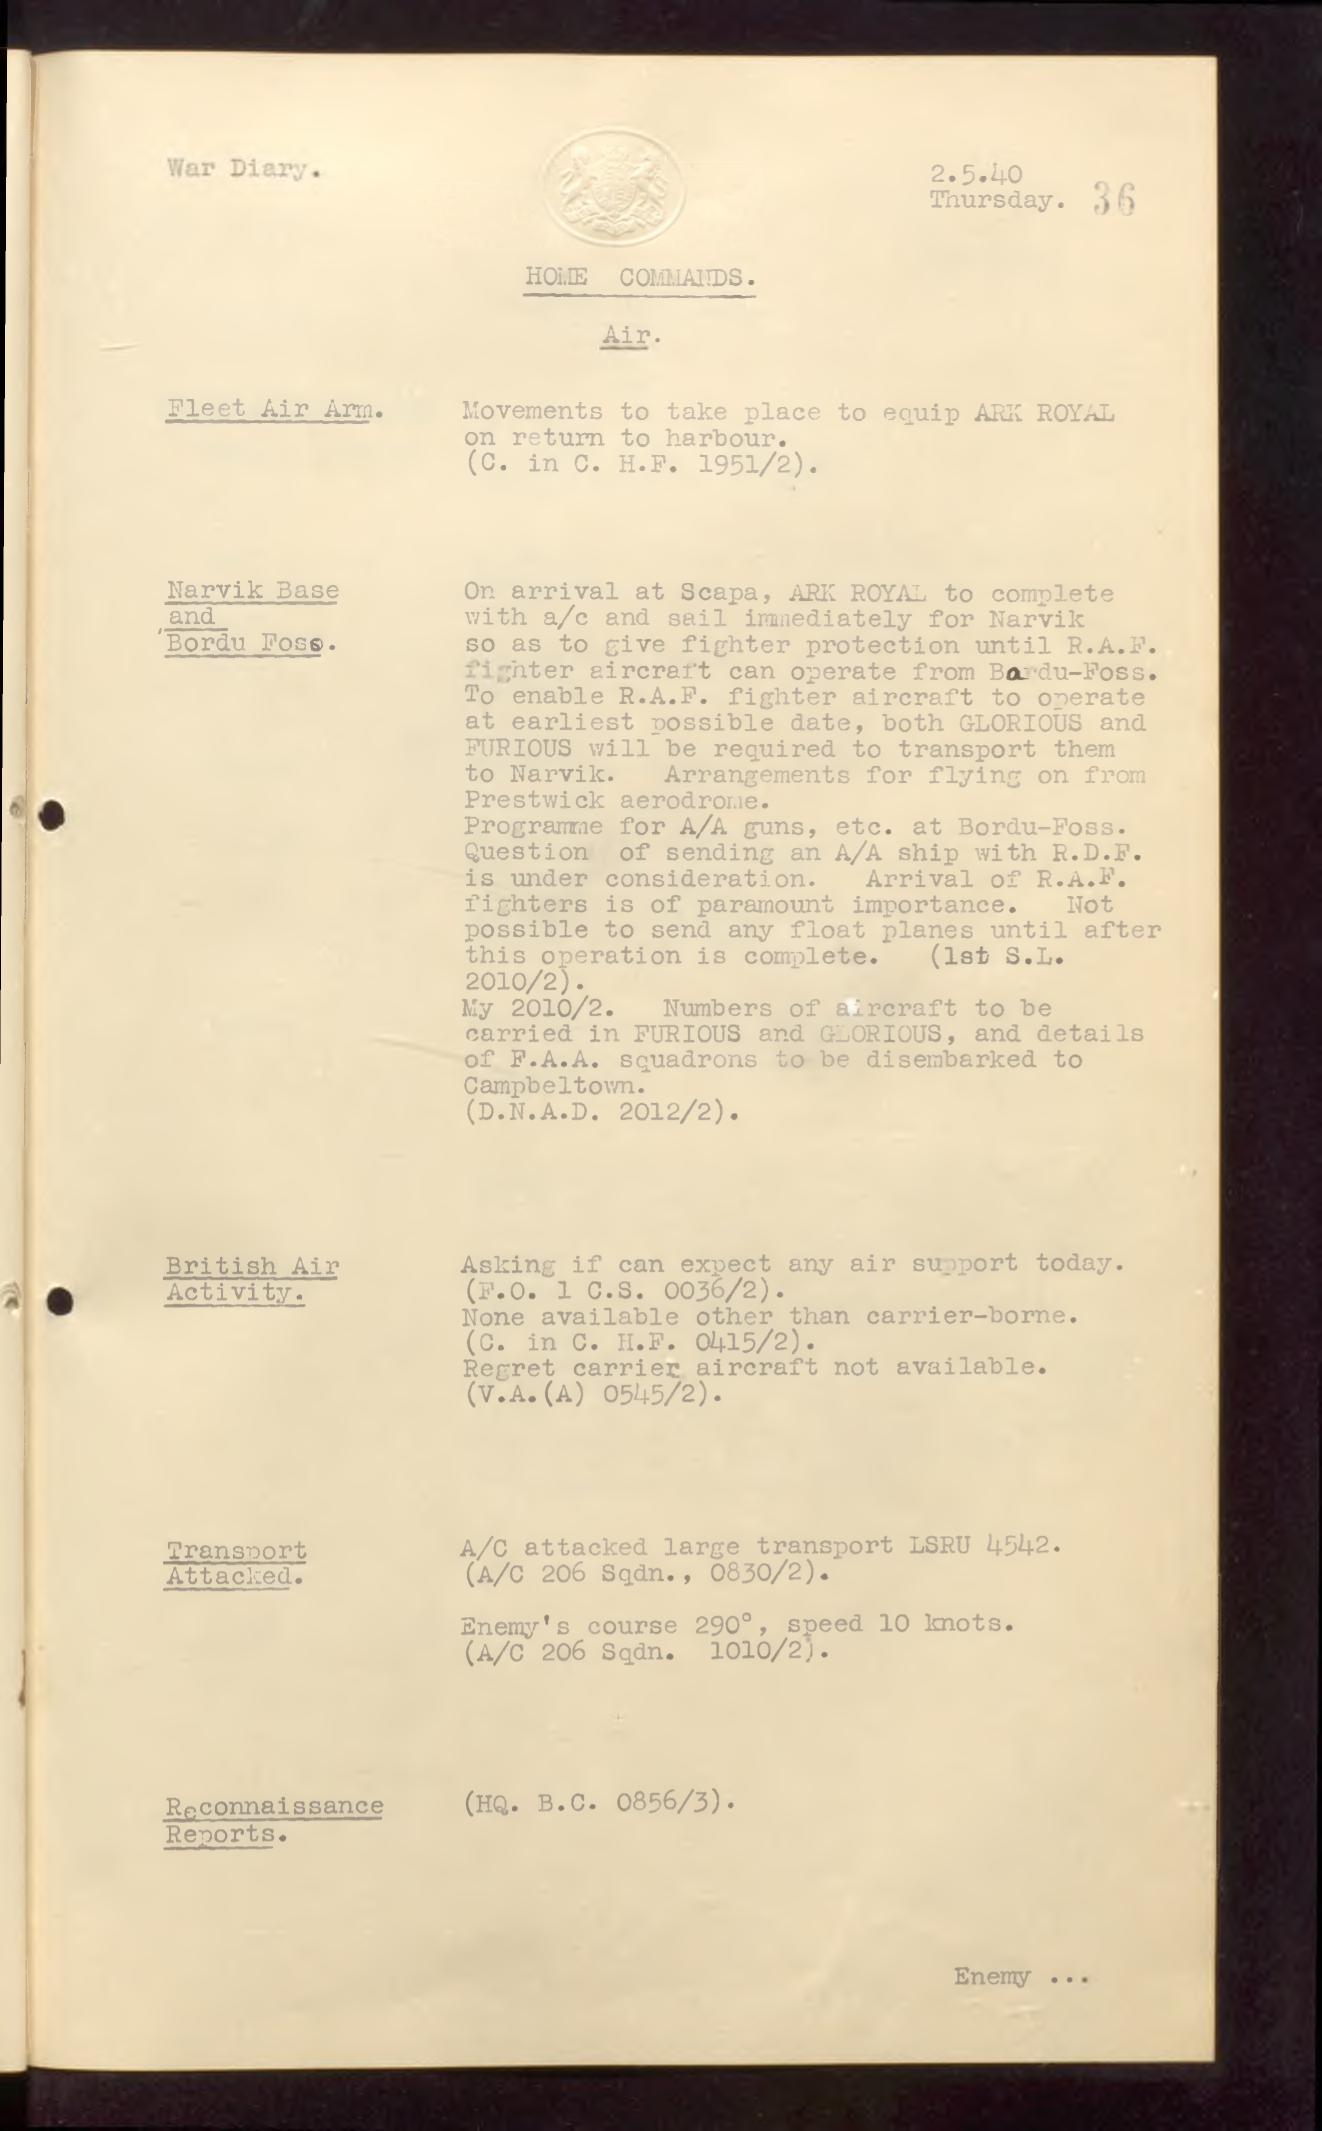 War Diary.
2.5.40
Thursday. 36
HOME COMMANDS.
Air.
Fleet Air Arm.
Movements to take place to equip ARK ROYAL
on return to harbour.
(C. in C. H.F. 1951/2).
Narvik Base
and
Bordu Foss.
On arrival at Scapa, ARK ROYAL to complete
with a/c and sail immediately for Narvik
so as to give fighter protection until R.A.F.
fighter aircraft can operate from Bardu-Foss.
To enable R.A.F. fighter aircraft to operate
at earliest possible date, both GLORIOUS and
FURIOUS will be required to transport them
to Narvik. Arrangements for flying on from
Prestwick aerodrome.
Programme for A/A guns, etc. at Bordu-Foss.
Question of sending an A/A ship with R.D.F.
is under consideration. Arrival of R.A.F.
fighters is of paramount importance. Not
possible to send any float planes until after
this operation is complete. (1st S.L.
2010/2).
My 2010/2. Numbers of aircraft to be
carried in FURIOUS and GLORIOUS, and details
of F.A.A. squadrons to be disembarked to
Campbeltown.
(D.N.A.D. 2012/2).
British Air
Activity.
Asking if can expect any air support today.
(F.O. 1 C.S. 0036/2).
None available other than carrier-borne.
(C. in C. H.F. 0415/2).
Regret carrier aircraft not available.
(V.A.(A) 0545/2).
Transport
Attacked.
A/C attacked large transport LSRU 4542.
(A/C 206 Sqdn., 0830/2).
Enemy's course 290°, speed 10 knots.
(A/C 206 Sqdn. 1010/2).
Reconnaissance
Reports.
(HQ. B.C. 0856/3).
Enemy ...